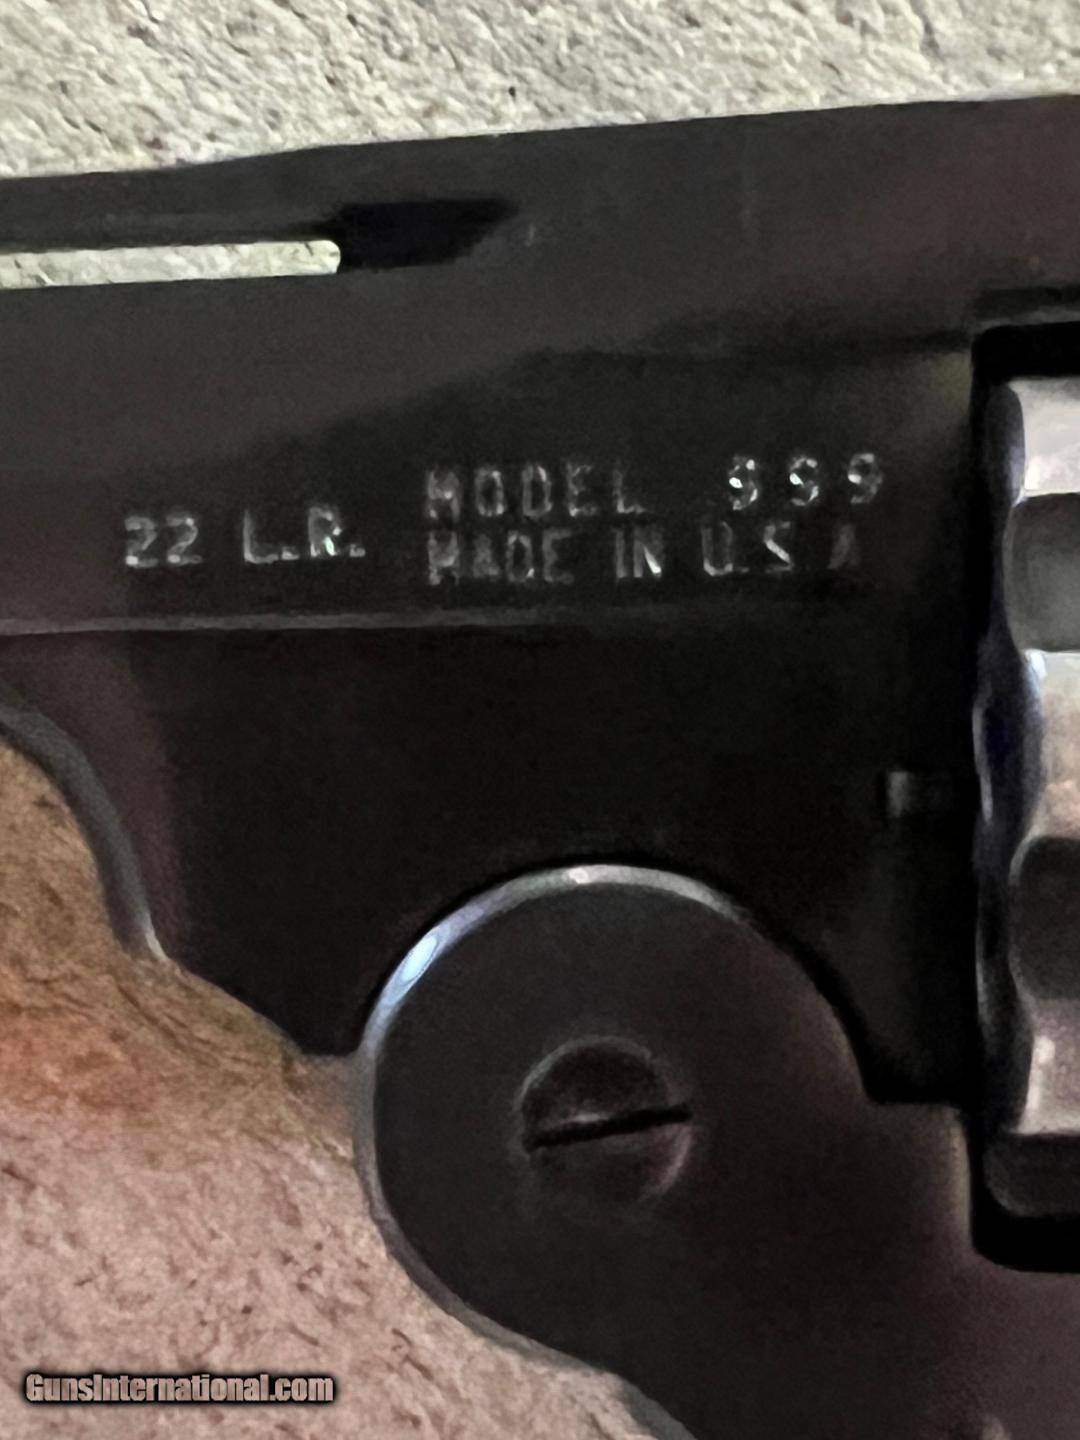 22 L.R.
MODEL 999
MADE IN U.S.A
GunsInternational.com